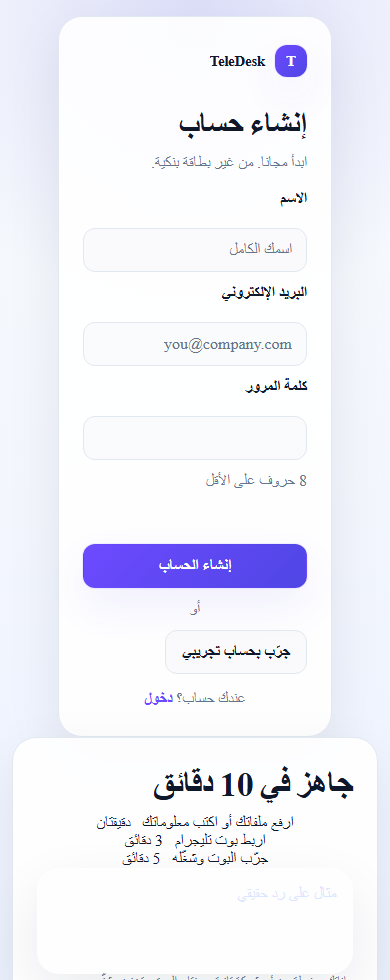 TeleDesk T
إنشاء حساب
ابدأ مجانا. من غير بطاقة بنكية.
الاسم
اسمك الكامل
البريد الإلكتروني
you@company.com
كلمة المرور
8 حروف على الأقل
إنشاء الحساب
أو
جرّب بحساب تجريبي
عندك حساب؟ دخول
جاهز في 10 دقائق
ارفع ملفاتك أو اكتب معلوماتك دقيقتان
اربط بوت تليجرام 3 دقائق
جرّب البوت وشغّله 5 دقائق
مثال على رد حقيقي